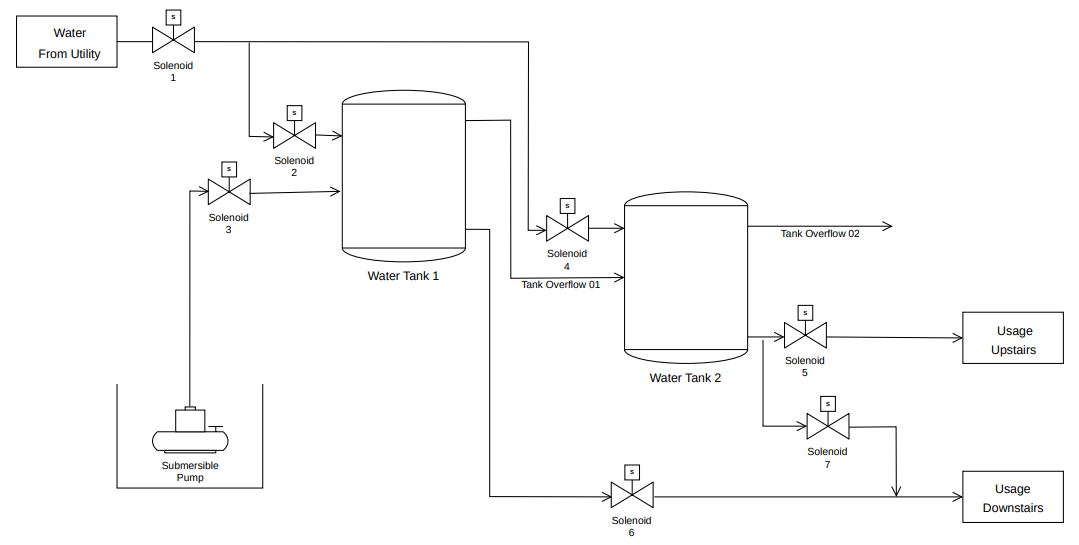 Water
From Utility
s
Solenoid
1
s
Solenoid
2
s
Solenoid
3
Water Tank 1
s
Solenoid
4
Tank Overflow 01
Tank Overflow 02
Water Tank 2
s
Solenoid
5
Usage
Upstairs
s
Solenoid
7
Submersible
Pump
s
Solenoid
6
Usage
Downstairs